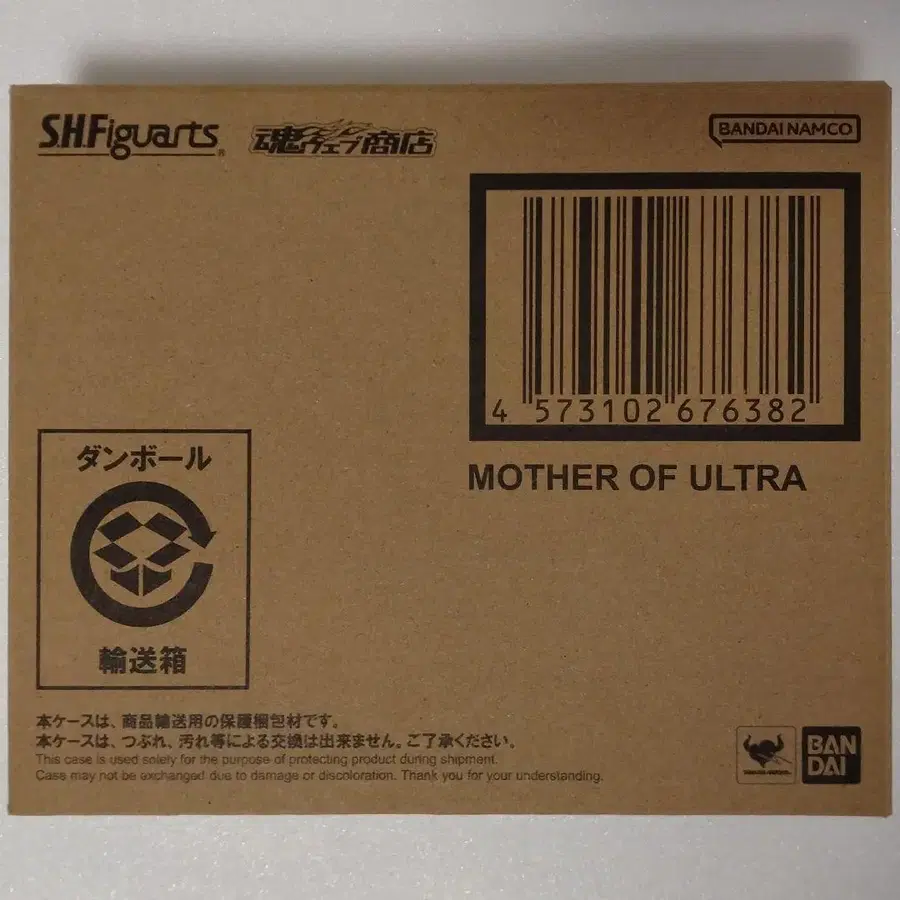 S.H.Figuarts
魂ウェブ商店
BANDAI NAMCO
4 573102 676382
MOTHER OF ULTRA
ダンボール
輸送箱
本ケースは、商品輸送用の保護梱包材です。
本ケースは、つぶれ、汚れ等による交換は出来ません。ご了承ください。
This case is used solely for the purpose of protecting product during shipment.
Case may not be exchanged due to damage or discoloration. Thank you for your understanding.
BAN
DAI